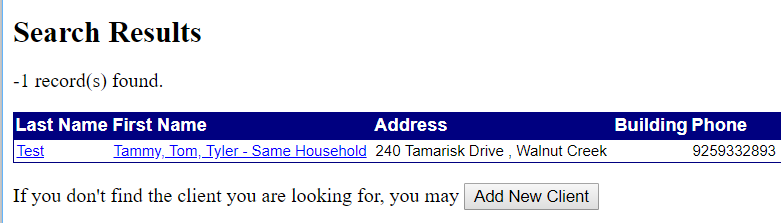 Search Results
-1 record(s) found.
Last Name First Name Address Building Phone
Test Tammy, Tom, Tyler - Same Household 240 Tamarisk Drive , Walnut Creek 9259332893
If you don't find the client you are looking for, you may Add New Client